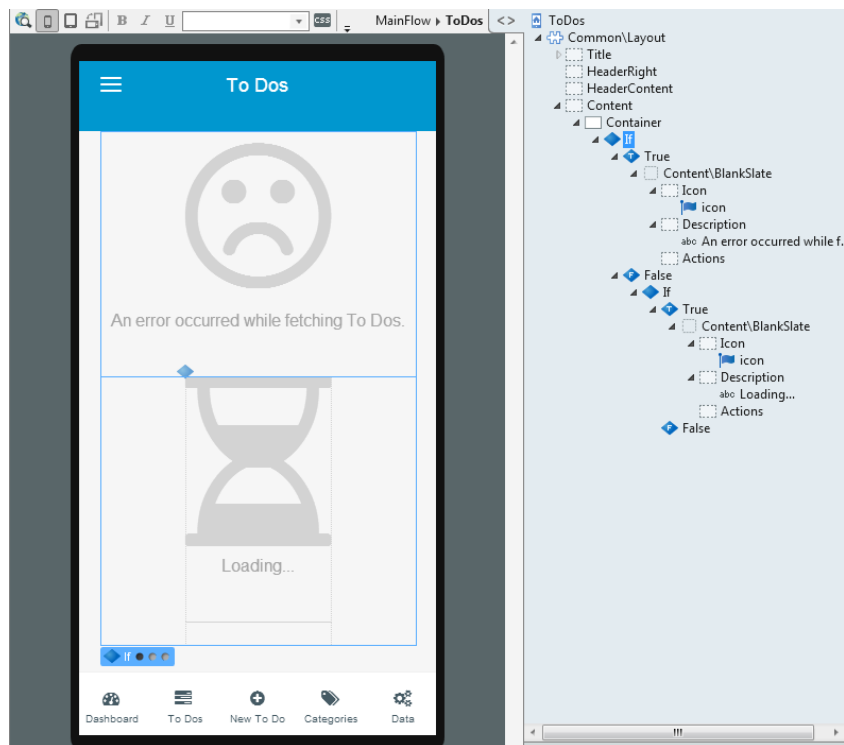 B I U CSS MainFlow ▸ ToDos <>
To Dos
An error occurred while fetching To Dos.
Loading...
If
Dashboard To Dos New To Do Categories Data
ToDos
Common\Layout
Title
HeaderRight
HeaderContent
Content
Container
If
T True
Content\BlankSlate
Icon
icon
Description
abc An error occurred while f.
Actions
F False
If
T True
Content\BlankSlate
Icon
icon
Description
abc Loading...
Actions
F False